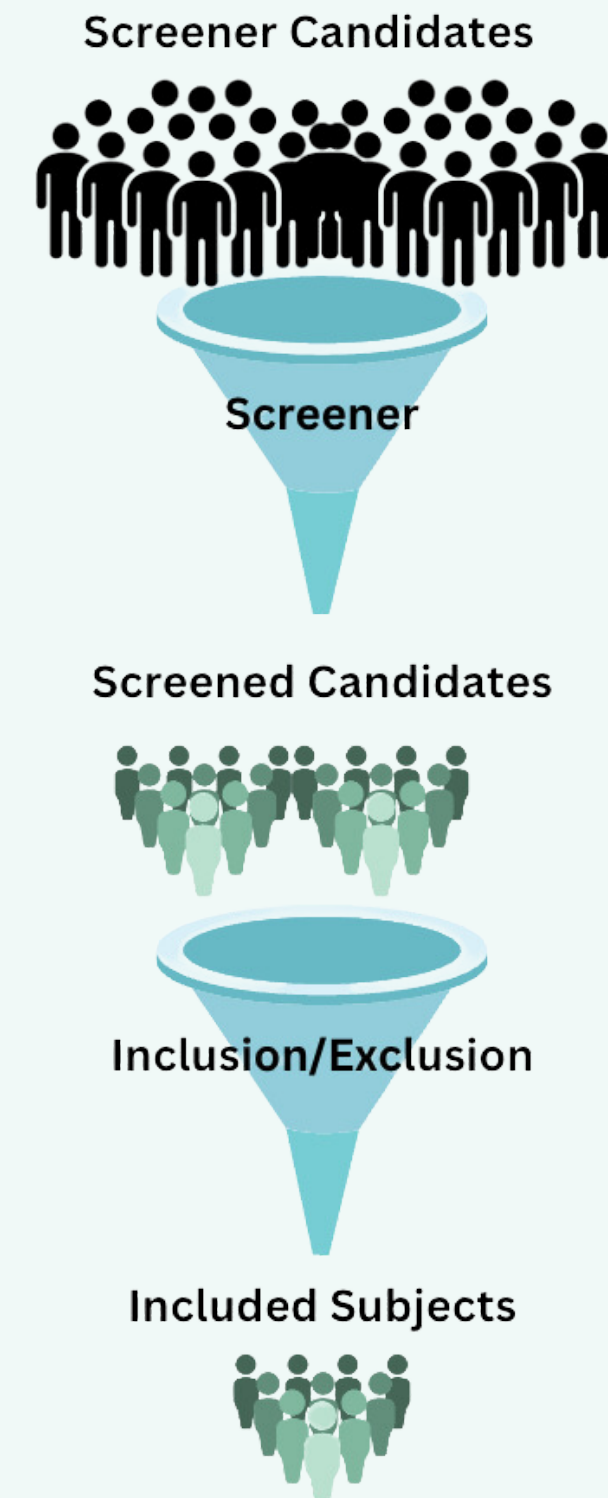 Screener Candidates
Screener
Screened Candidates
Inclusion/Exclusion
Included Subjects